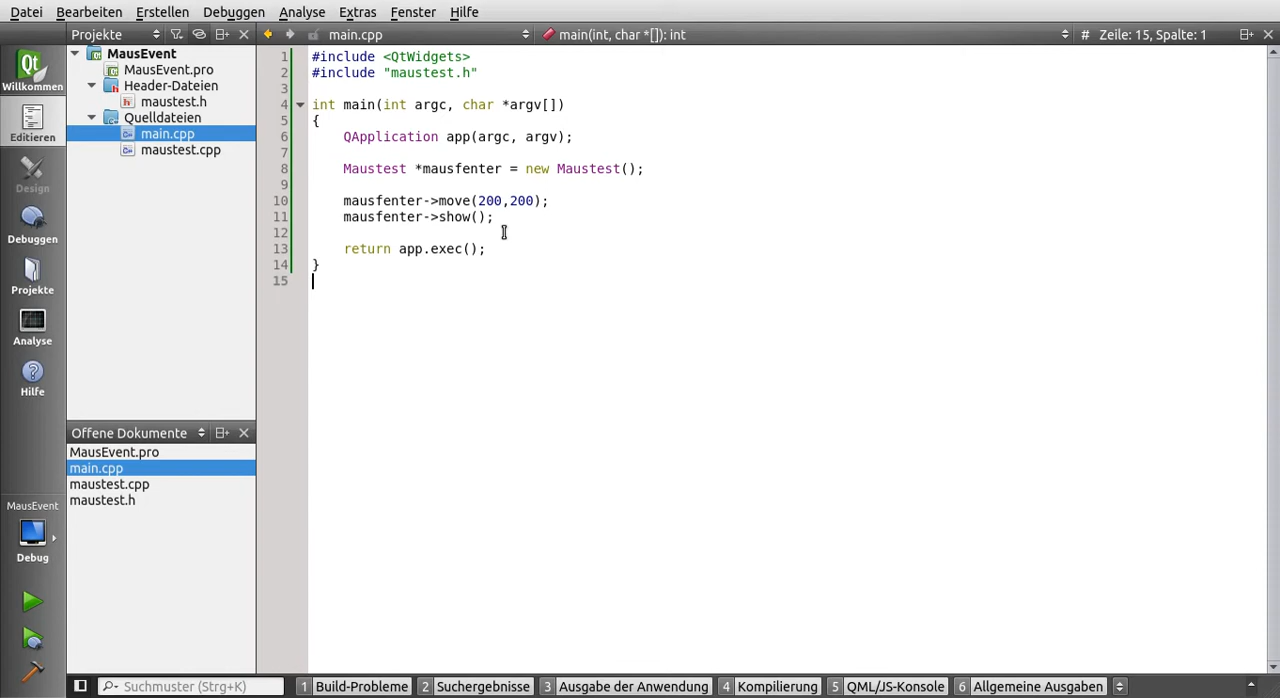 Datei Bearbeiten Erstellen Debuggen Analyse Extras Fenster Hilfe
Projekte main.cpp main(int, char *[]): int # Zeile: 15, Spalte: 1
Qt
Willkommen
Editieren
Design
Debuggen
Projekte
Analyse
Hilfe
MausEvent
Debug
MausEvent
MausEvent.pro
Header-Dateien
maustest.h
Quelldateien
main.cpp
maustest.cpp
Offene Dokumente
MausEvent.pro
main.cpp
maustest.cpp
maustest.h
1 #include <QtWidgets>
2 #include "maustest.h"
3
4 int main(int argc, char *argv[])
5 {
6 QApplication app(argc, argv);
7
8 Maustest *mausfenter = new Maustest();
9
10 mausfenter->move(200,200);
11 mausfenter->show();
12
13 return app.exec();
14 }
15
Suchmuster (Strg+K) 1 Build-Probleme 2 Suchergebnisse 3 Ausgabe der Anwendung 4 Kompilierung 5 QML/JS-Konsole 6 Allgemeine Ausgaben